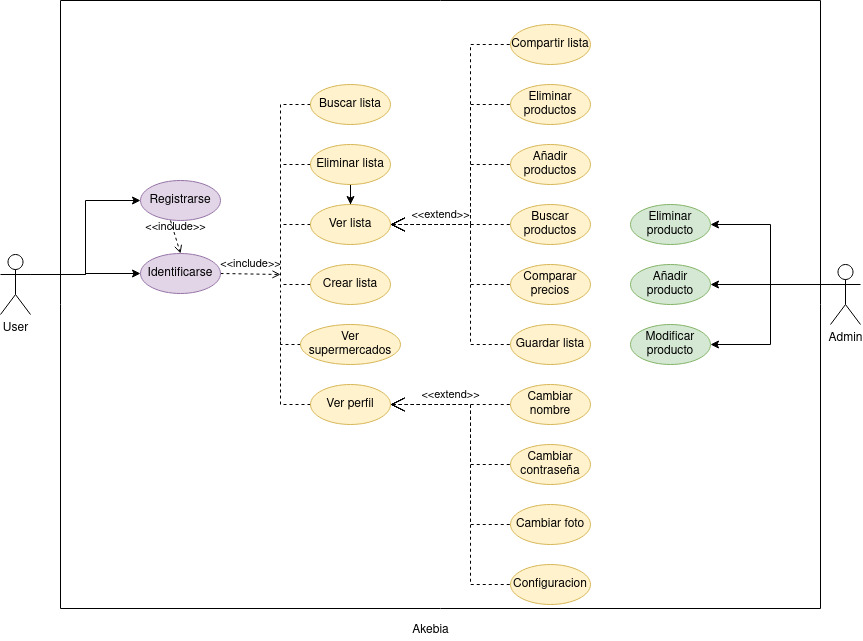 Compartir lista
Eliminar
productos
Buscar lista
Añadir
productos
Eliminar lista
Registrarse
<<include>>
Ver lista
<<extend>>
Buscar
productos
Eliminar
producto
Identificarse
<<include>>
Crear lista
Comparar
precios
Añadir
producto
User
Admin
Ver
supermercados
Guardar lista
Modificar
producto
Ver perfil
<<extend>>
Cambiar
nombre
Cambiar
contraseña
Cambiar foto
Configuracion
Akebia